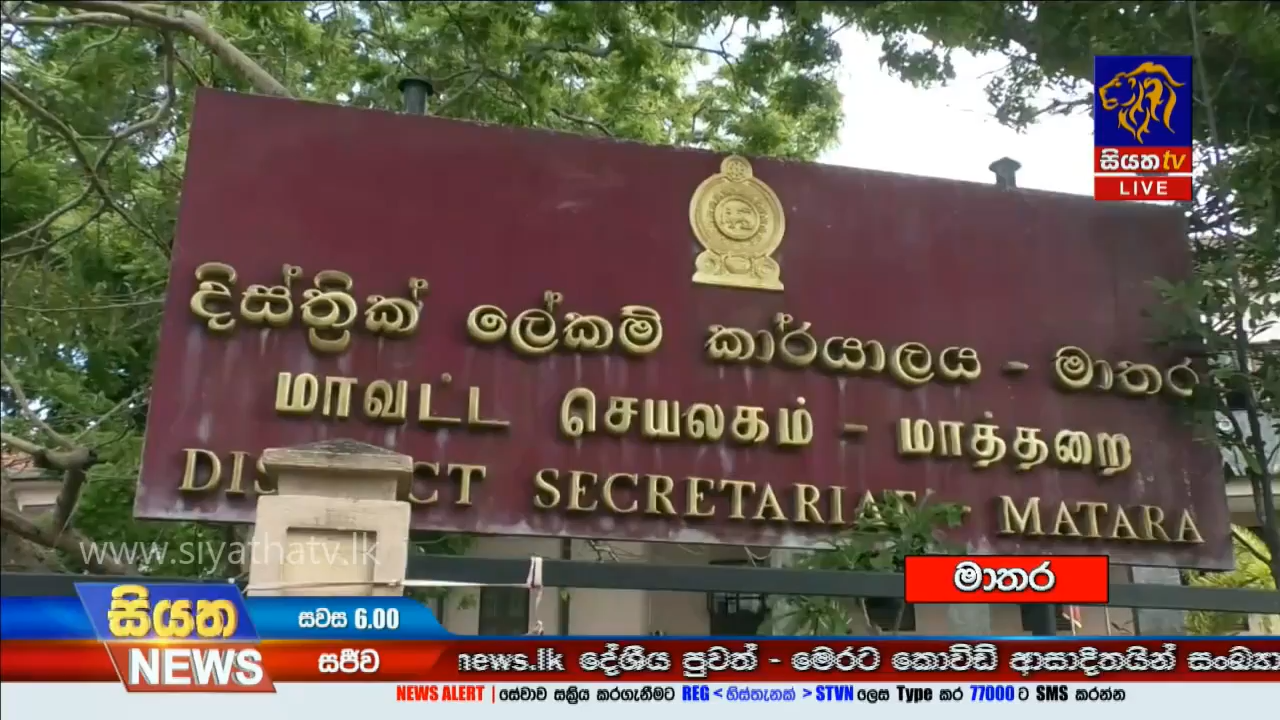 සියත tv
LIVE
දිස්ත්‍රික් ලේකම් කාර්යාලය - මාතර
மாவட்ட செயலகம் - மாத்தறை
DISTRICT SECRETARIAT - MATARA
www.siyathatv.lk
මාතර
සියත
NEWS
සවස 6.00
සජීව
news.lk දේශීය පුවත් - මෙරට කොවිඩ් ආසාදිතයින් සංඛ්‍යා
NEWS ALERT | සේවාව සක්‍රිය කරගැනීමට REG < හිස්තැනක් > STVN ලෙස Type කර 77000 ට SMS කරන්න